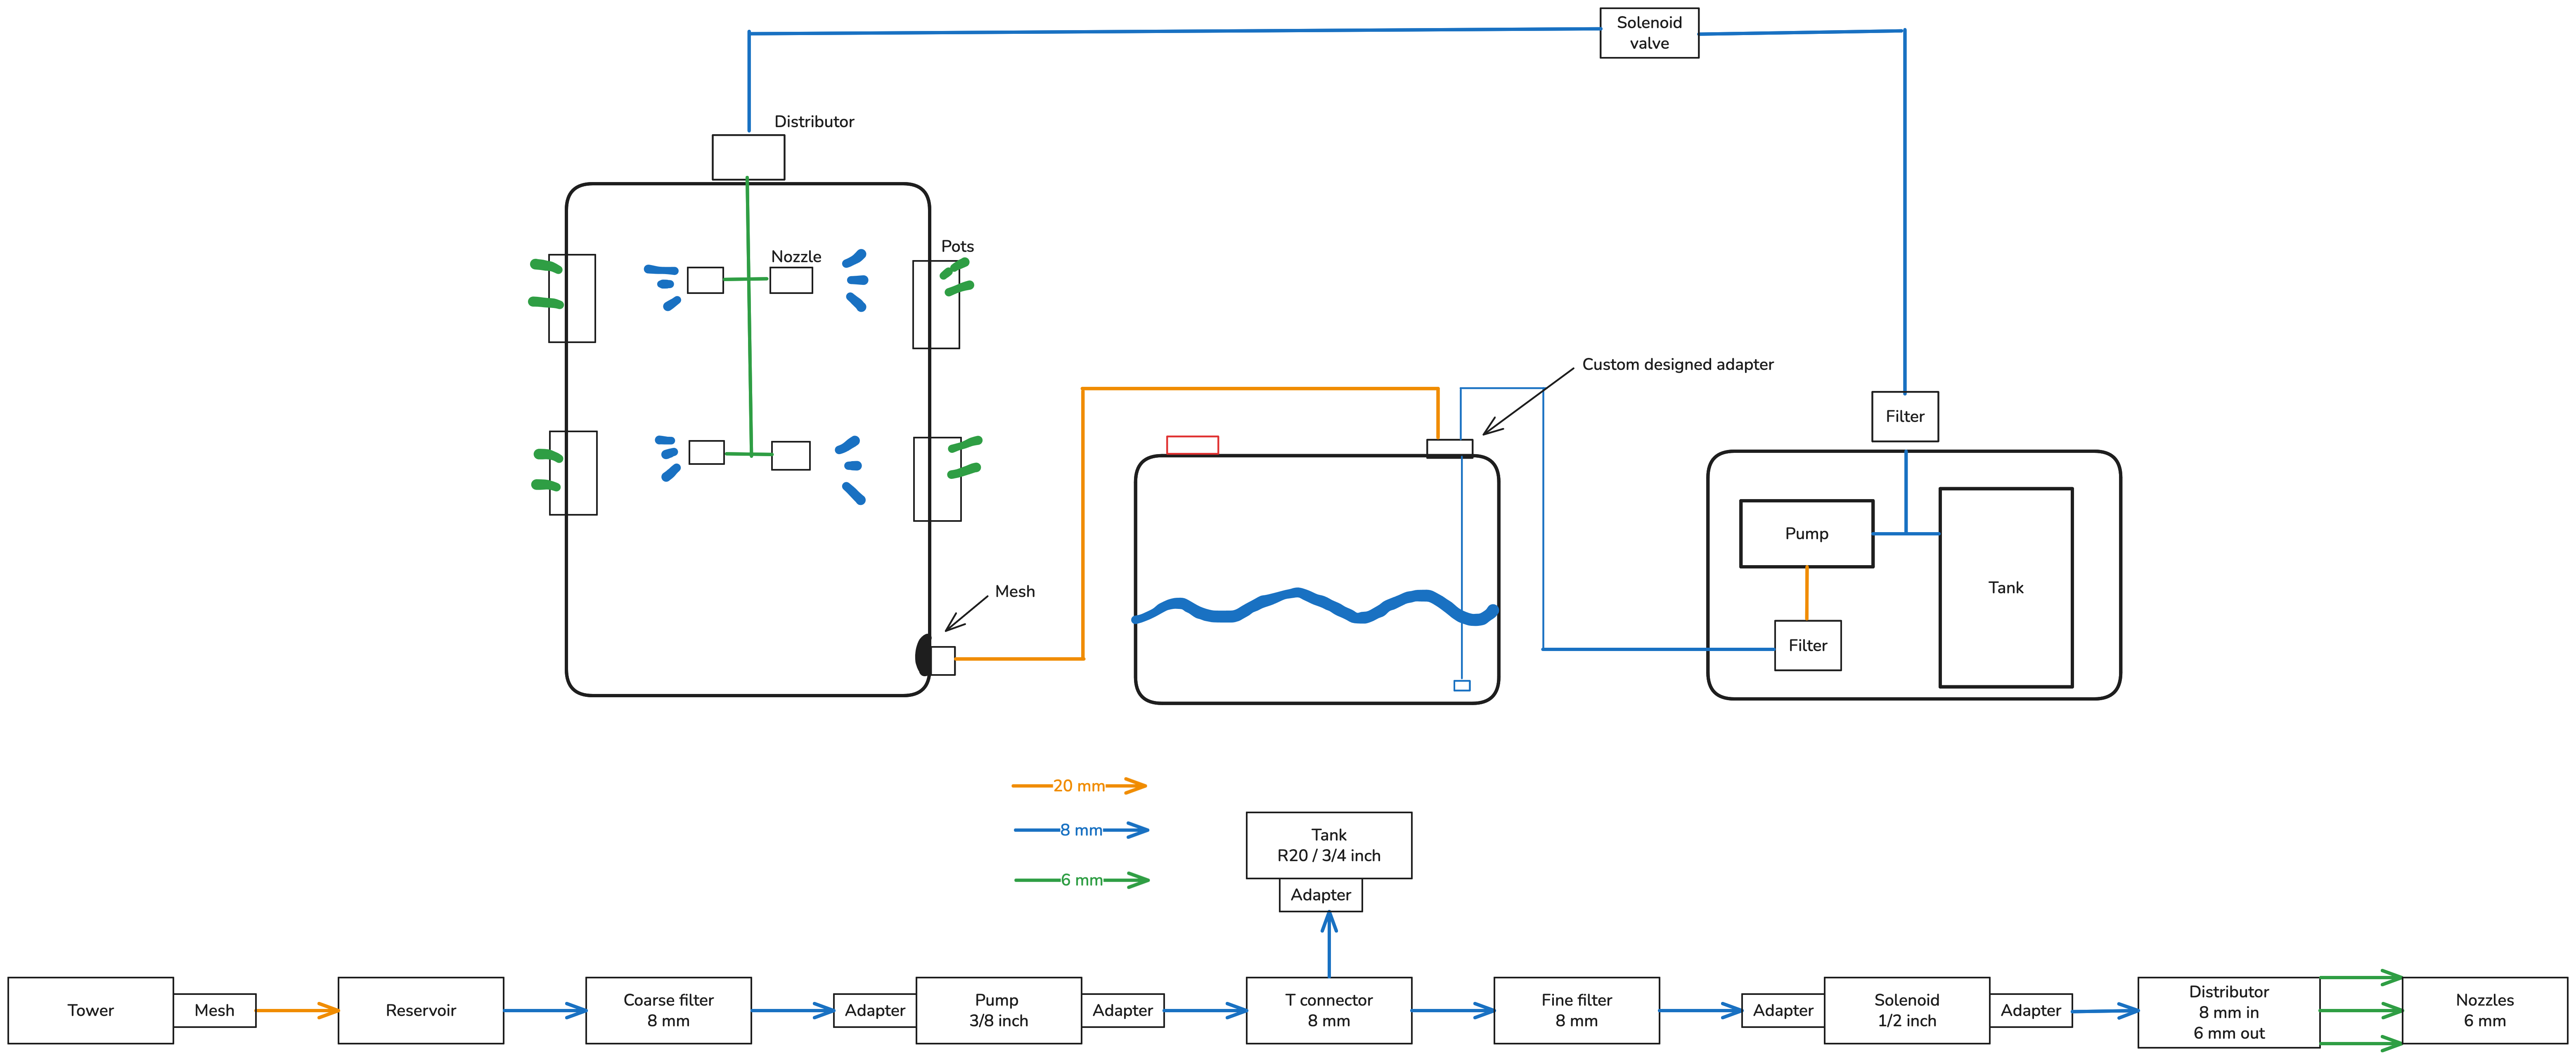 Solenoid
valve
Distributor
Nozzle
Pots
Custom designed adapter
Filter
Pump
Tank
Mesh
Filter
20 mm
8 mm
6 mm
Tank
R20 / 3/4 inch
Adapter
Tower
Mesh
Reservoir
Coarse filter
8 mm
Adapter
Pump
3/8 inch
Adapter
T connector
8 mm
Fine filter
8 mm
Adapter
Solenoid
1/2 inch
Adapter
Distributor
8 mm in
6 mm out
Nozzles
6 mm